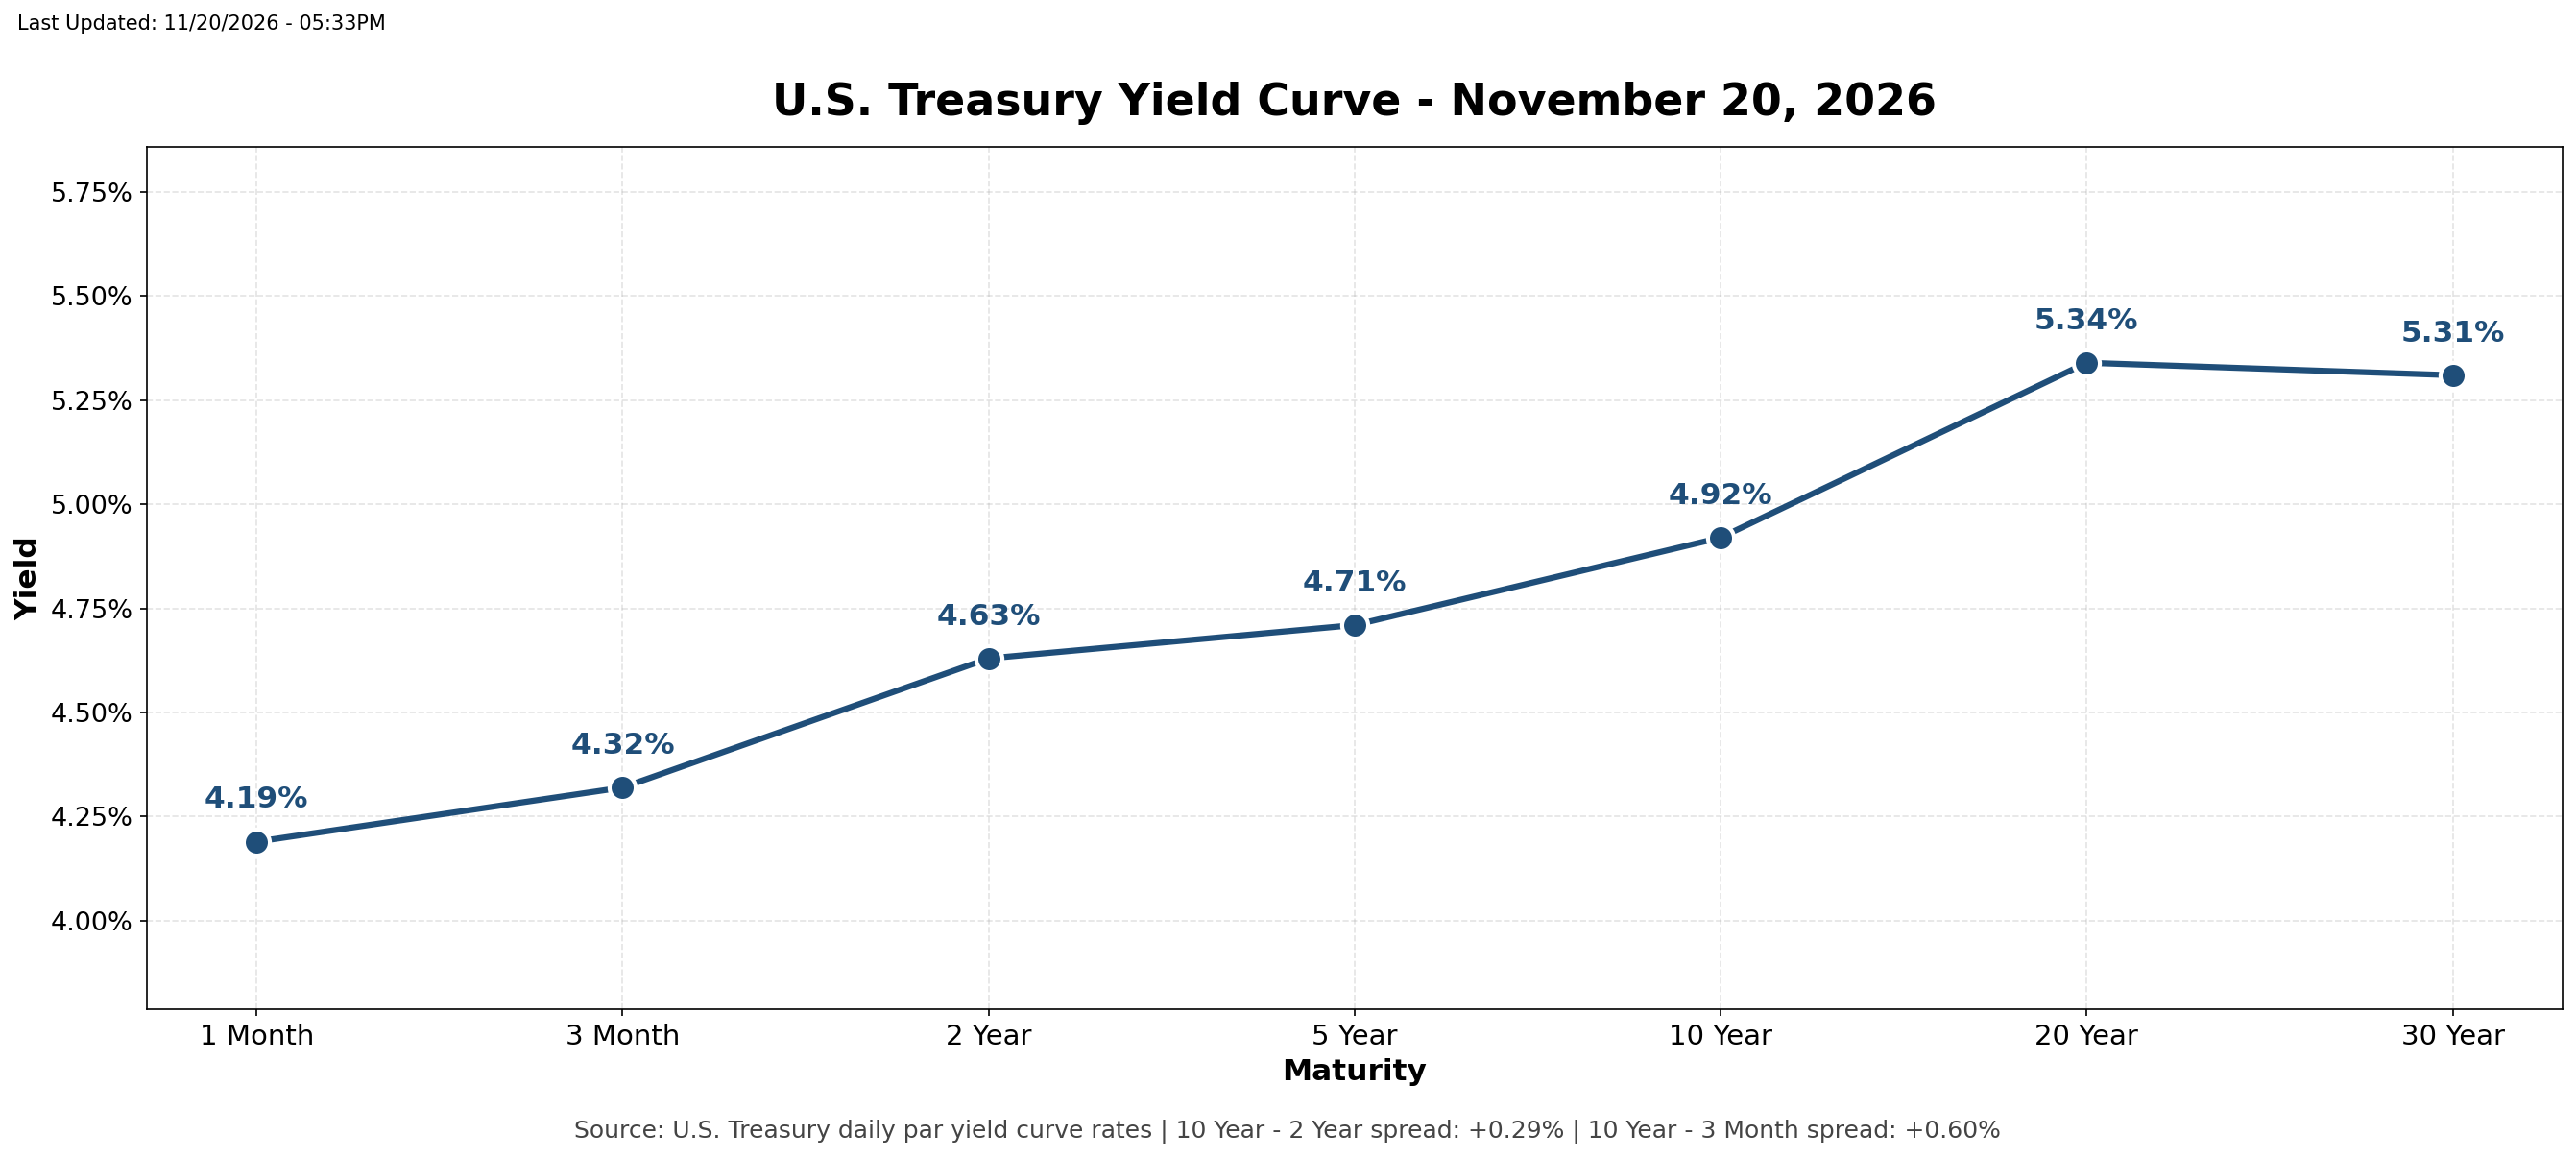 Last Updated: 11/20/2026 - 05:33PM
U.S. Treasury Yield Curve - November 20, 2026
5.75%
5.50%
5.25%
5.00%
4.75%
4.50%
4.25%
4.00%
Yield
4.19%
4.32%
4.63%
4.71%
4.92%
5.34%
5.31%
1 Month
3 Month
2 Year
5 Year
10 Year
20 Year
30 Year
Maturity
Source: U.S. Treasury daily par yield curve rates | 10 Year - 2 Year spread: +0.29% | 10 Year - 3 Month spread: +0.60%